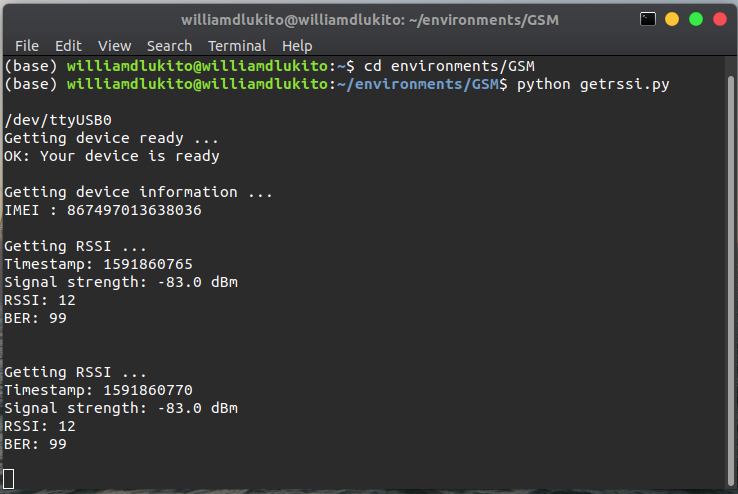 williamdlukito@williamdlukito: ~/environments/GSM
File Edit View Search Terminal Help
(base) williamdlukito@williamdlukito:~$ cd environments/GSM
(base) williamdlukito@williamdlukito:~/environments/GSM$ python getrssi.py
/dev/ttyUSB0
Getting device ready ...
OK: Your device is ready
Getting device information ...
IMEI : 867497013638036
Getting RSSI ...
Timestamp: 1591860765
Signal strength: -83.0 dBm
RSSI: 12
BER: 99
Getting RSSI ...
Timestamp: 1591860770
Signal strength: -83.0 dBm
RSSI: 12
BER: 99